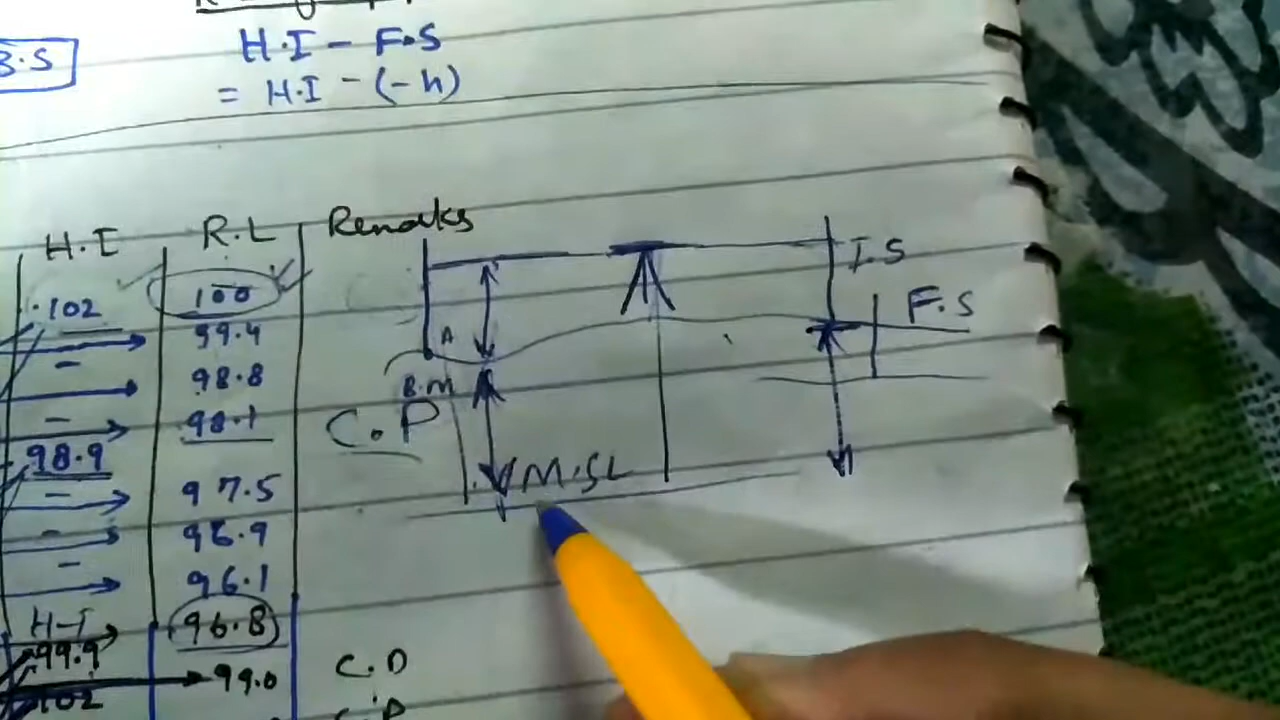 B.S
H.I - F.S
= H.I - (-h)
H.I R.L Remarks
102 100
99.4
- 98.8
- 98.1
98.9
- 97.5
- 96.9
- 96.1
H-I 96.8
99.9 99.0 C.D
102 C.P
I.S
F.S
A
B.M
C.P
M.SL